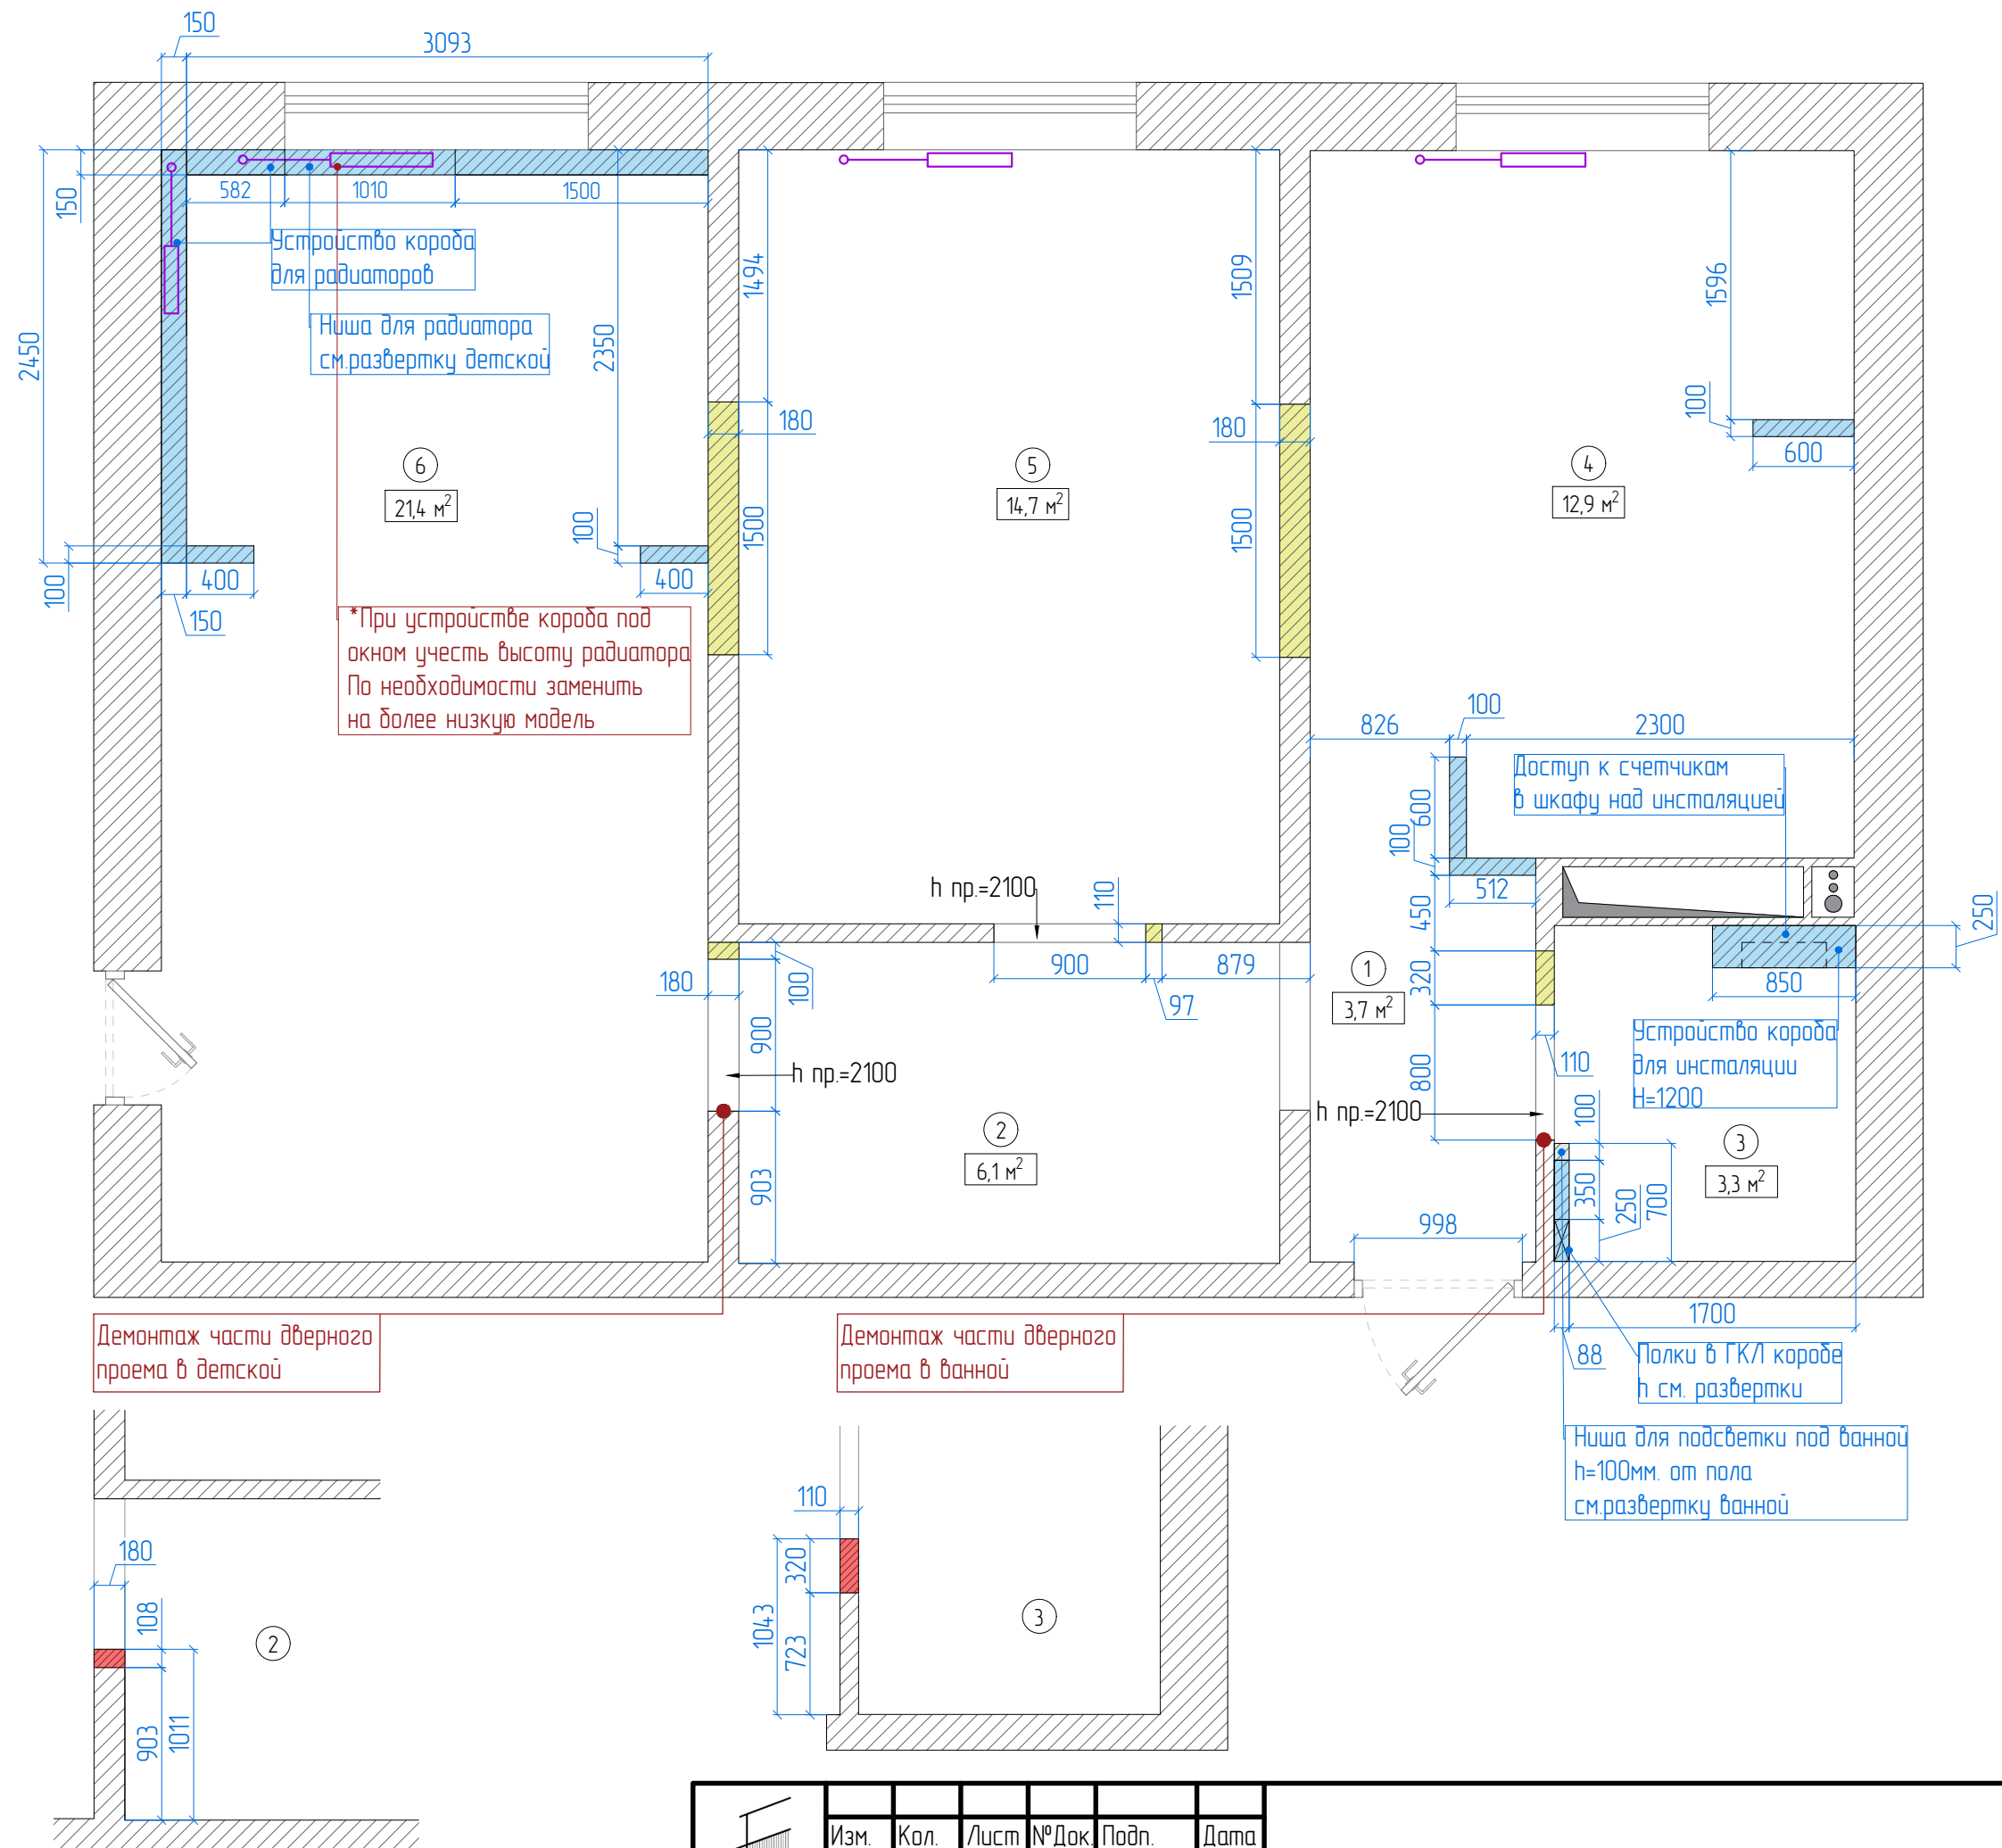 150
3093
150
582
1010
1500
Устройство короба
для радиаторов
Ниша для радиатора
см.развертку детской
2450
2350
1494
1509
1596
180
180
100
600
6
21,4 м²
5
14,7 м²
4
12,9 м²
1500
1500
100
400
150
100
400
*При устройстве короба под
окном учесть высоту радиатора
По необходимости заменить
на более низкую модель
826
100
2300
Доступ к счетчикам
в шкафу над инсталяцией
600
100
512
450
h пр.=2100
110
250
900
97
879
180
100
900
1
3,7 м²
320
850
Устройство короба
для инсталяции
H=1200
h пр.=2100
800
110
h пр.=2100
100
2
6,1 м²
3
3,3 м²
903
350
250
700
998
1700
88
Демонтаж части дверного
проема в детской
Демонтаж части дверного
проема в ванной
Полки в ГКЛ коробе
h см. развертки
Ниша для подсветки под ванной
h=100мм. от пола
см.развертку ванной
180
108
2
903
1011
110
320
1043
723
3
Изм.
Кол.
Лист
№Док.
Подп.
Дата